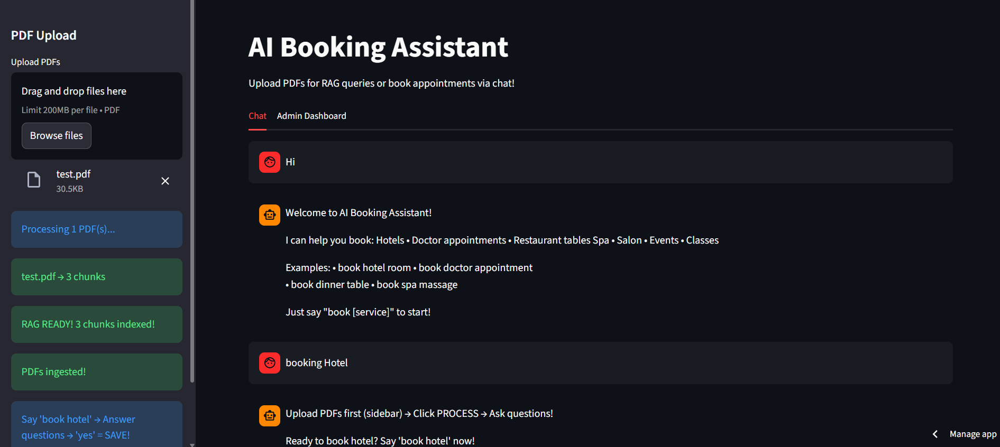 PDF Upload
Upload PDFs
Drag and drop files here
Limit 200MB per file • PDF
Browse files
test.pdf
30.5KB
Processing 1 PDF(s)...
test.pdf → 3 chunks
RAG READY! 3 chunks indexed!
PDFs ingested!
Say 'book hotel' → Answer
questions → 'yes' = SAVE!
AI Booking Assistant
Upload PDFs for RAG queries or book appointments via chat!
Chat
Admin Dashboard
Hi
Welcome to AI Booking Assistant!
I can help you book: Hotels • Doctor appointments • Restaurant tables Spa • Salon • Events • Classes
Examples: • book hotel room • book doctor appointment
• book dinner table • book spa massage
Just say "book [service]" to start!
booking Hotel
Upload PDFs first (sidebar) → Click PROCESS → Ask questions!
Ready to book hotel? Say 'book hotel' now!
Manage app